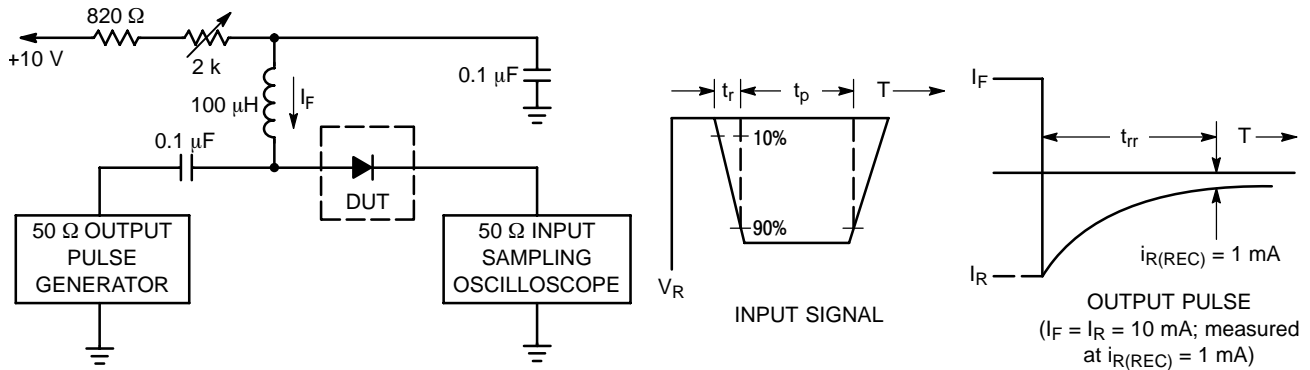 820 Ω
+10 V
2 k
0.1 μF
100 μH
I_F
0.1 μF
DUT
50 Ω OUTPUT
PULSE
GENERATOR
50 Ω INPUT
SAMPLING
OSCILLOSCOPE
t_r
t_p
T
10%
90%
V_R
INPUT SIGNAL
I_F
t_rr
T
I_R
i_R(REC) = 1 mA
OUTPUT PULSE
(I_F = I_R = 10 mA; measured
at i_R(REC) = 1 mA)